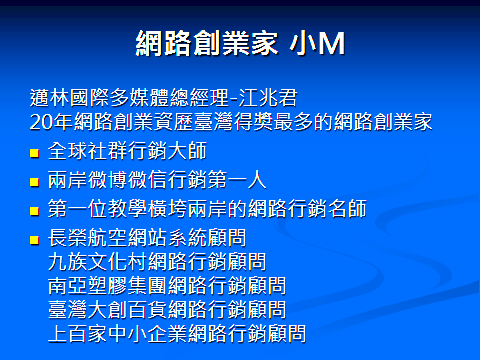 網路創業家 小M
邁林國際多媒體總經理-江兆君
20年網路創業資歷臺灣得獎最多的網路創業家
全球社群行銷大師
兩岸微博微信行銷第一人
第一位教學橫垮兩岸的網路行銷名師
長榮航空網站系統顧問
九族文化村網路行銷顧問
南亞塑膠集團網路行銷顧問
臺灣大創百貨網路行銷顧問
上百家中小企業網路行銷顧問